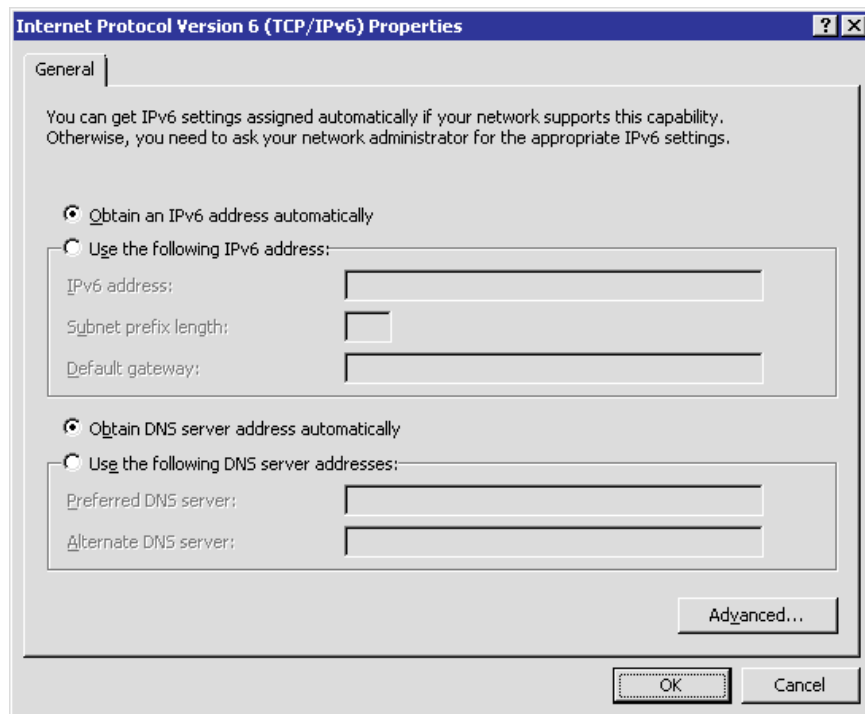 Internet Protocol Version 6 (TCP/IPv6) Properties
General
You can get IPv6 settings assigned automatically if your network supports this capability.
Otherwise, you need to ask your network administrator for the appropriate IPv6 settings.
Obtain an IPv6 address automatically
Use the following IPv6 address:
IPv6 address:
Subnet prefix length:
Default gateway:
Obtain DNS server address automatically
Use the following DNS server addresses:
Preferred DNS server:
Alternate DNS server:
Advanced...
OK
Cancel